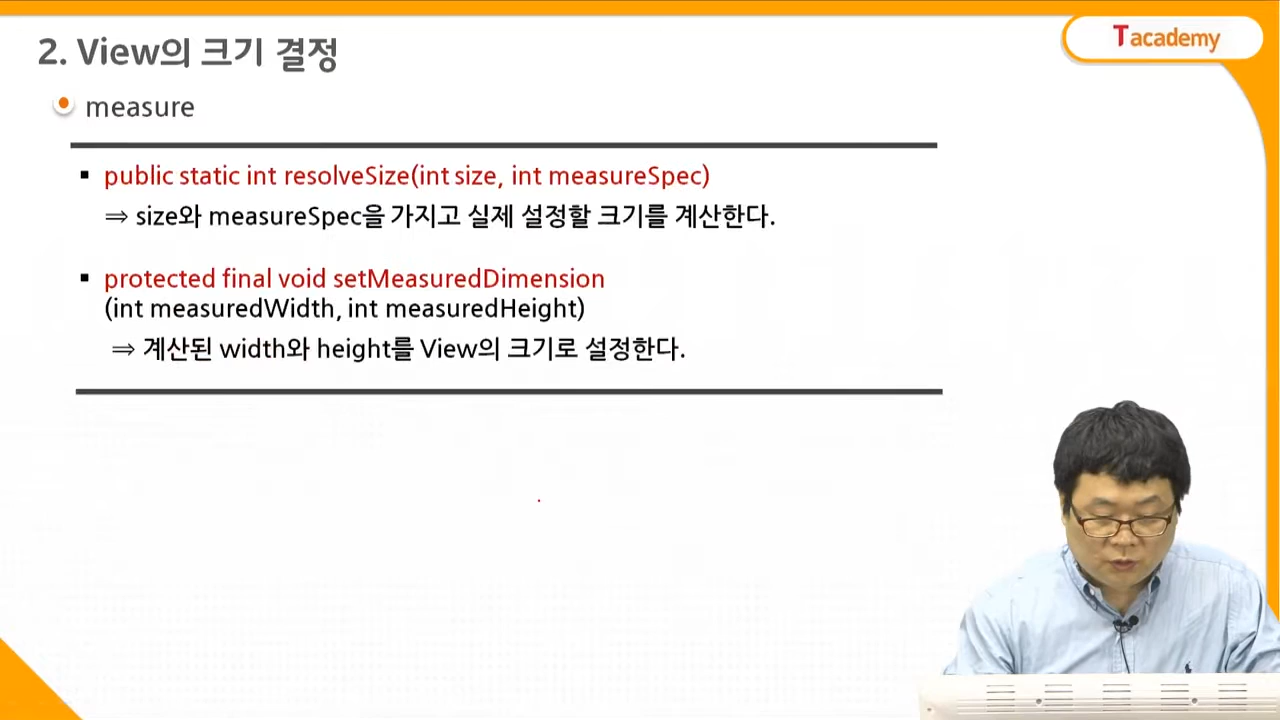 2. View의 크기 결정
Tacademy
measure
public static int resolveSize(int size, int measureSpec)
⇒ size와 measureSpec을 가지고 실제 설정할 크기를 계산한다.
protected final void setMeasuredDimension
(int measuredWidth, int measuredHeight)
⇒ 계산된 width와 height를 View의 크기로 설정한다.